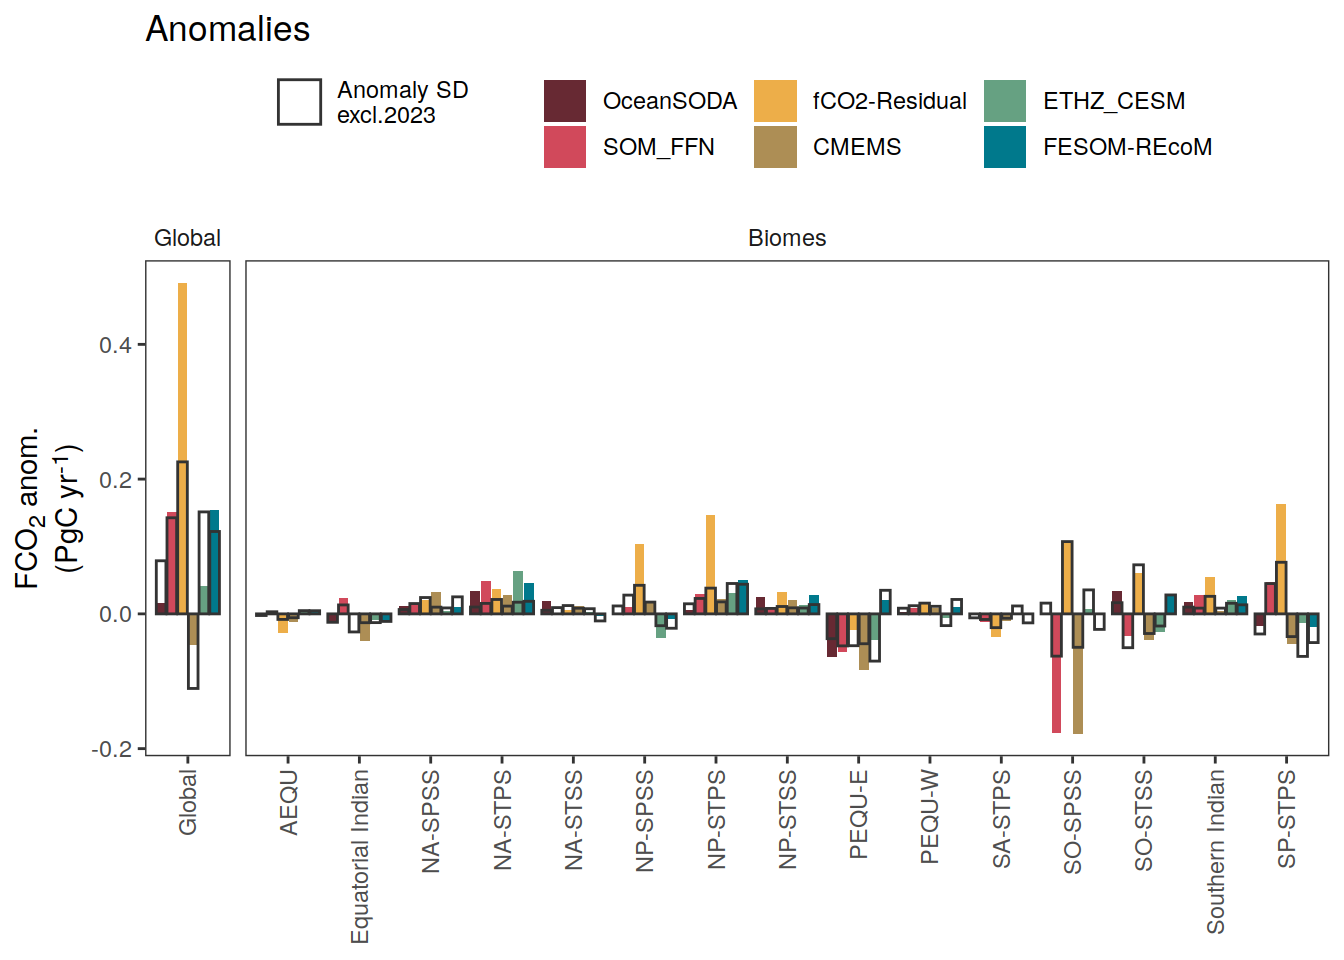 Anomalies
Anomaly SD
excl.2023
OceanSODA
fCO2-Residual
ETHZ_CESM
SOM_FFN
CMEMS
FESOM-REcoM
Global
Biomes
FCO₂ anom.
(PgC yr⁻¹)
0.4
0.2
0.0
-0.2
Global
AEQU
Equatorial Indian
NA-SPSS
NA-STPS
NA-STSS
NP-SPSS
NP-STPS
NP-STSS
PEQU-E
PEQU-W
SA-STPS
SO-SPSS
SO-STSS
Southern Indian
SP-STPS